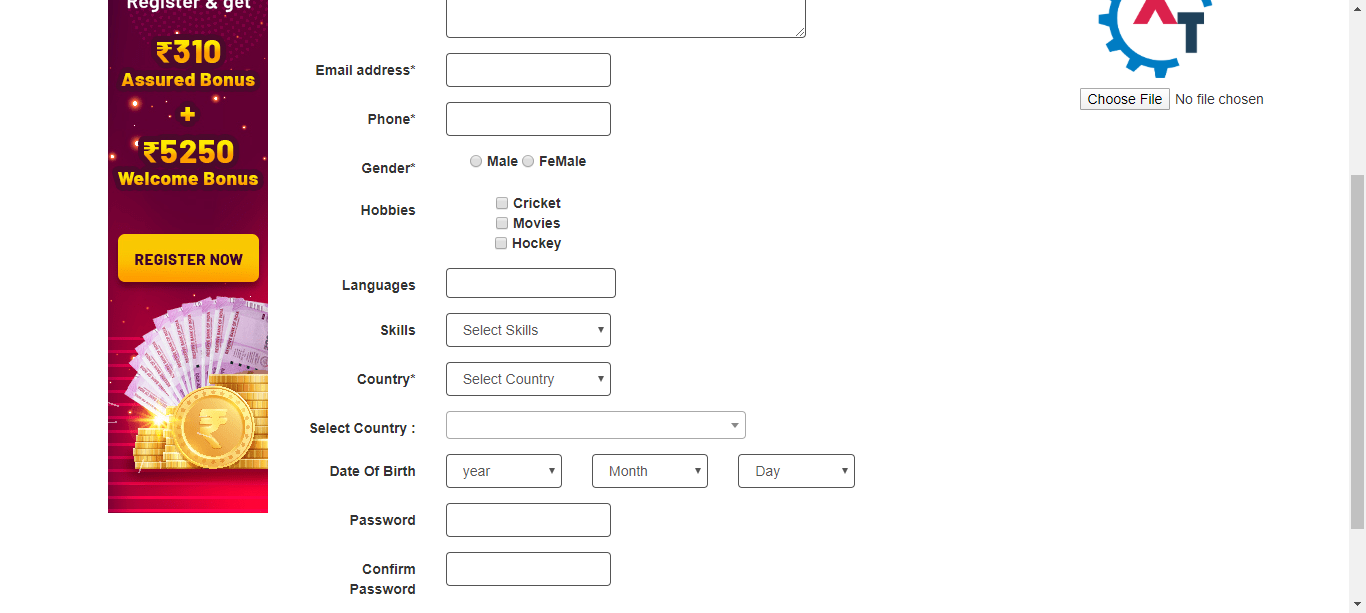 Register & get
₹310
Assured Bonus
+
₹5250
Welcome Bonus
REGISTER NOW
Email address*
Phone*
Gender* Male FeMale
Hobbies Cricket
Movies
Hockey
Languages
Skills Select Skills
Country* Select Country
Select Country :
Date Of Birth year Month Day
Password
Confirm
Password
AT
Choose File No file chosen